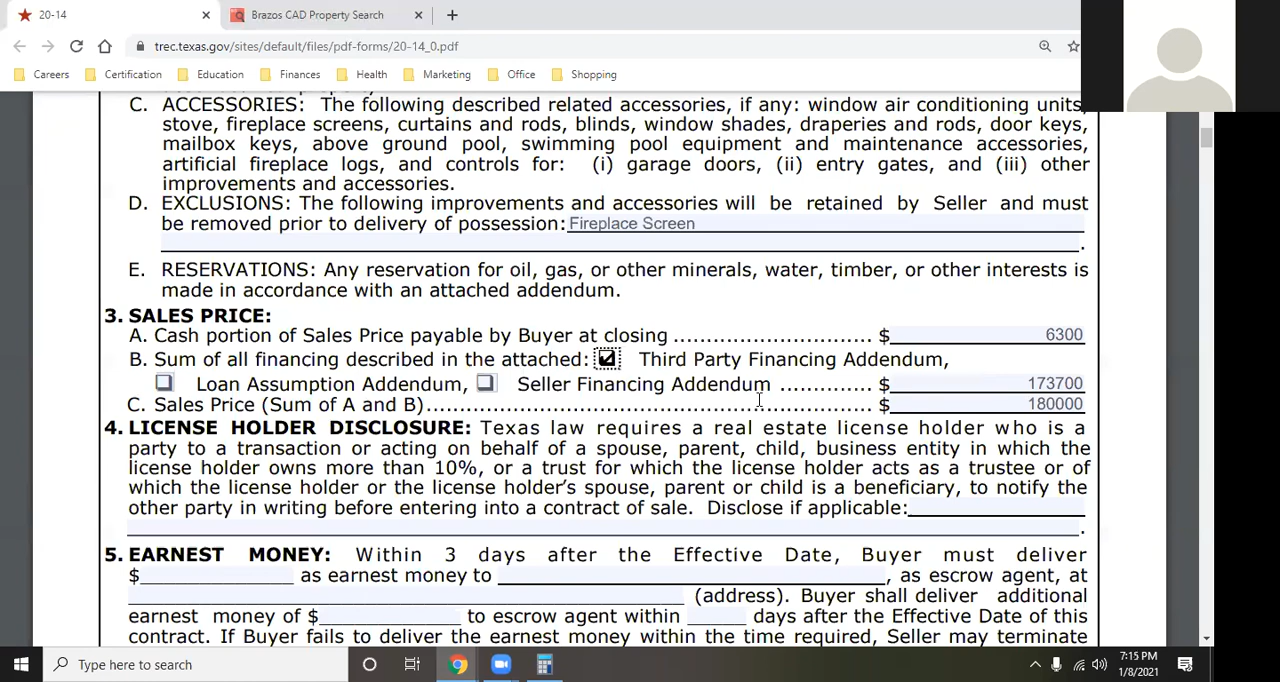 20-14
Brazos CAD Property Search
trec.texas.gov/sites/default/files/pdf-forms/20-14_0.pdf
Careers Certification Education Finances Health Marketing Office Shopping
C. ACCESSORIES: The following described related accessories, if any: window air conditioning units,
stove, fireplace screens, curtains and rods, blinds, window shades, draperies and rods, door keys,
mailbox keys, above ground pool, swimming pool equipment and maintenance accessories,
artificial fireplace logs, and controls for: (i) garage doors, (ii) entry gates, and (iii) other
improvements and accessories.
D. EXCLUSIONS: The following improvements and accessories will be retained by Seller and must
be removed prior to delivery of possession: Fireplace Screen
.
E. RESERVATIONS: Any reservation for oil, gas, or other minerals, water, timber, or other interests is
made in accordance with an attached addendum.
3. SALES PRICE:
A. Cash portion of Sales Price payable by Buyer at closing ........................... $ 6300
B. Sum of all financing described in the attached: Third Party Financing Addendum,
Loan Assumption Addendum, Seller Financing Addendum ............. $ 173700
C. Sales Price (Sum of A and B)............................................................. $ 180000
4. LICENSE HOLDER DISCLOSURE: Texas law requires a real estate license holder who is a
party to a transaction or acting on behalf of a spouse, parent, child, business entity in which the
license holder owns more than 10%, or a trust for which the license holder acts as a trustee or of
which the license holder or the license holder's spouse, parent or child is a beneficiary, to notify the
other party in writing before entering into a contract of sale. Disclose if applicable:
.
5. EARNEST MONEY: Within 3 days after the Effective Date, Buyer must deliver
$ as earnest money to , as escrow agent, at
(address). Buyer shall deliver additional
earnest money of $ to escrow agent within days after the Effective Date of this
contract. If Buyer fails to deliver the earnest money within the time required, Seller may terminate
Type here to search
7:15 PM
1/8/2021